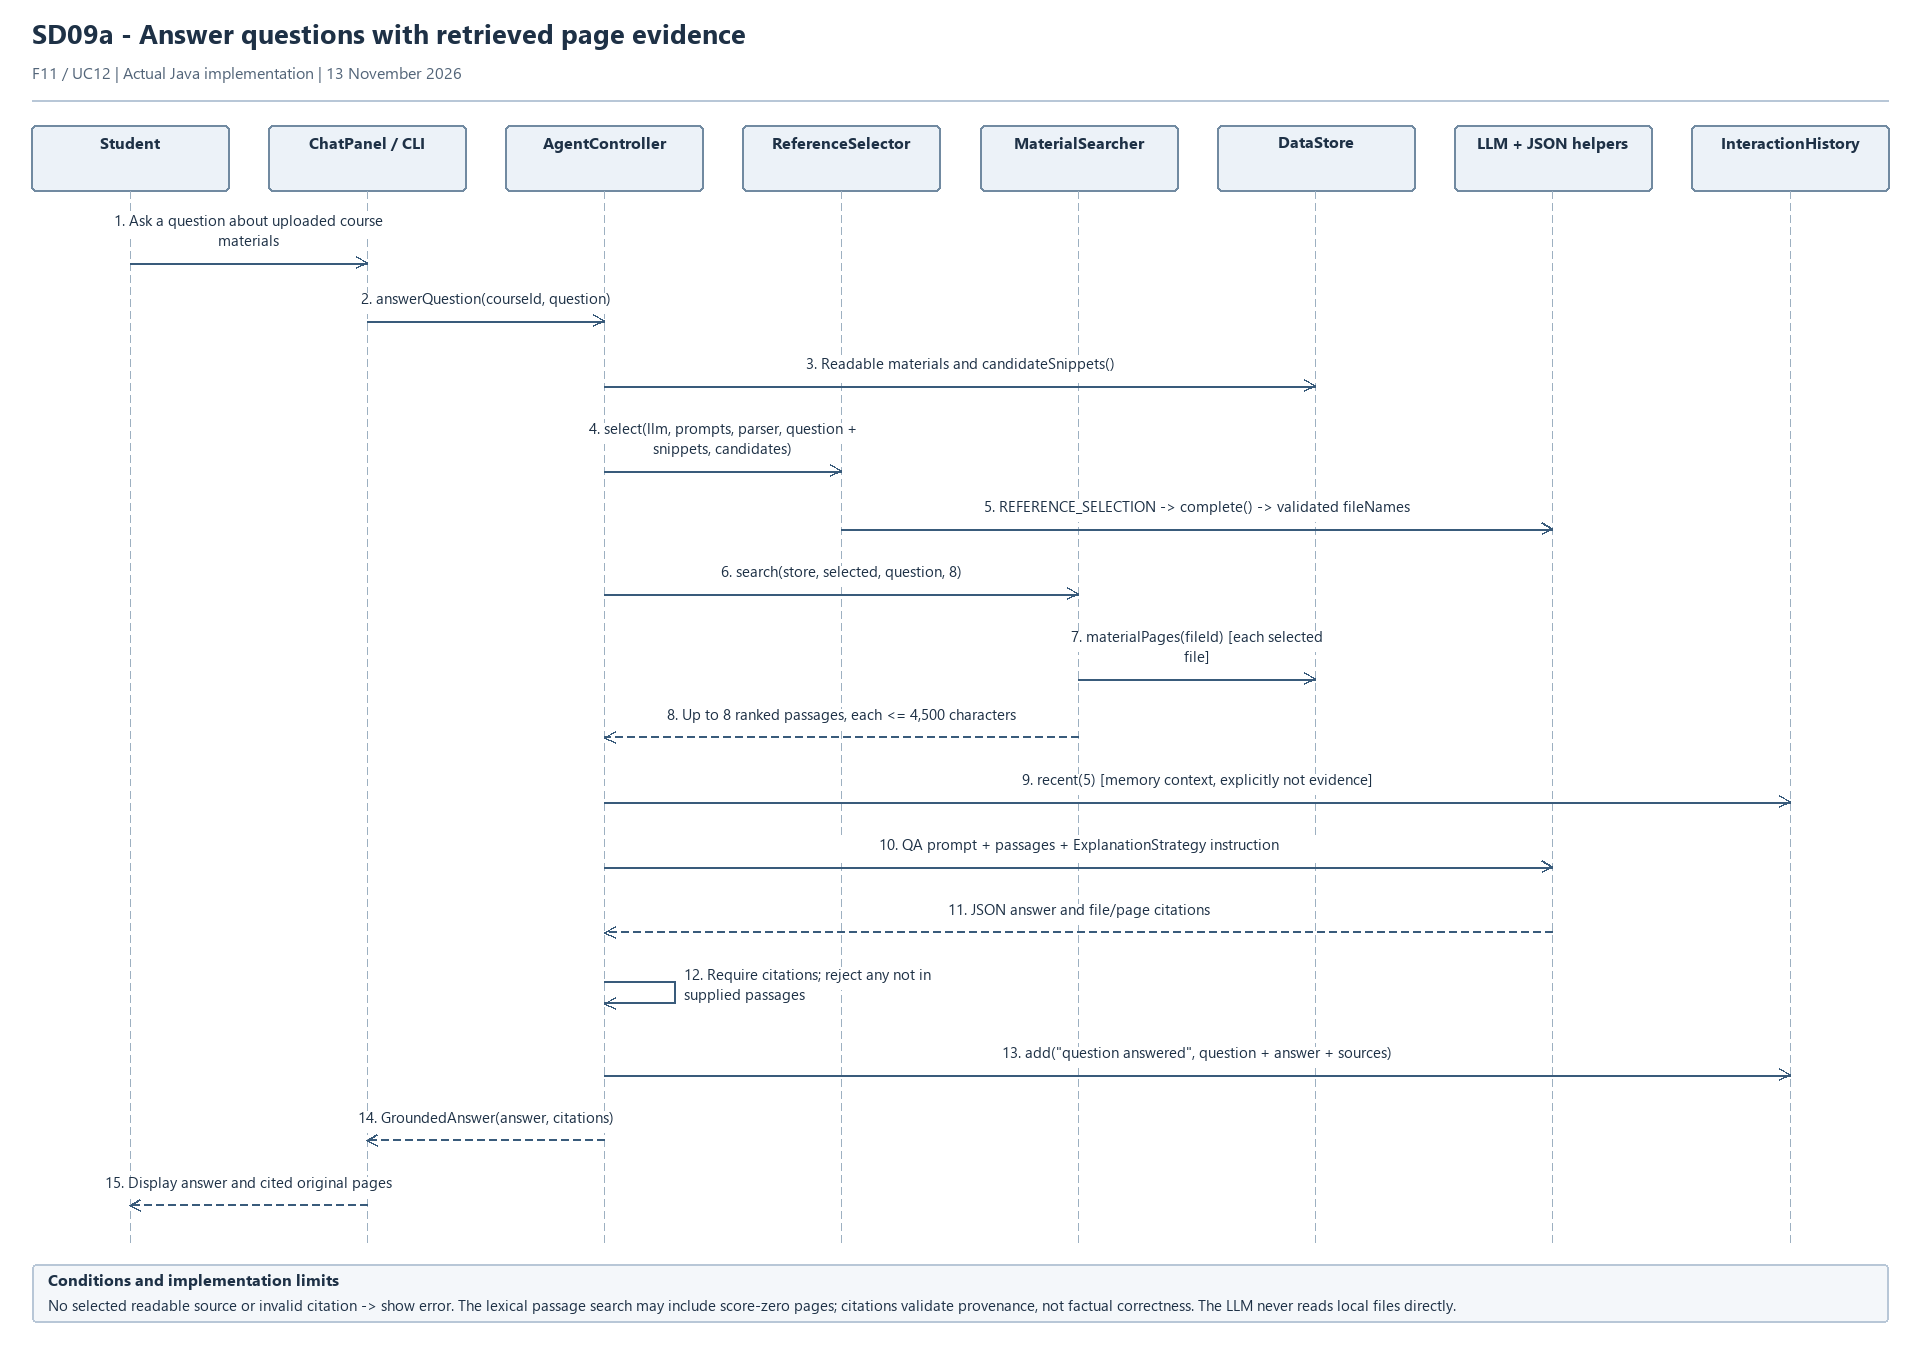 SD09a - Answer questions with retrieved page evidence
F11 / UC12 | Actual Java implementation | 13 November 2026
Student
ChatPanel / CLI
AgentController
ReferenceSelector
MaterialSearcher
DataStore
LLM + JSON helpers
InteractionHistory
1. Ask a question about uploaded course
materials
2. answerQuestion(courseId, question)
3. Readable materials and candidateSnippets()
4. select(llm, prompts, parser, question +
snippets, candidates)
5. REFERENCE_SELECTION -> complete() -> validated fileNames
6. search(store, selected, question, 8)
7. materialPages(fileId) [each selected
file]
8. Up to 8 ranked passages, each <= 4,500 characters
9. recent(5) [memory context, explicitly not evidence]
10. QA prompt + passages + ExplanationStrategy instruction
11. JSON answer and file/page citations
12. Require citations; reject any not in
supplied passages
13. add("question answered", question + answer + sources)
14. GroundedAnswer(answer, citations)
15. Display answer and cited original pages
Conditions and implementation limits
No selected readable source or invalid citation -> show error. The lexical passage search may include score-zero pages; citations validate provenance, not factual correctness. The LLM never reads local files directly.